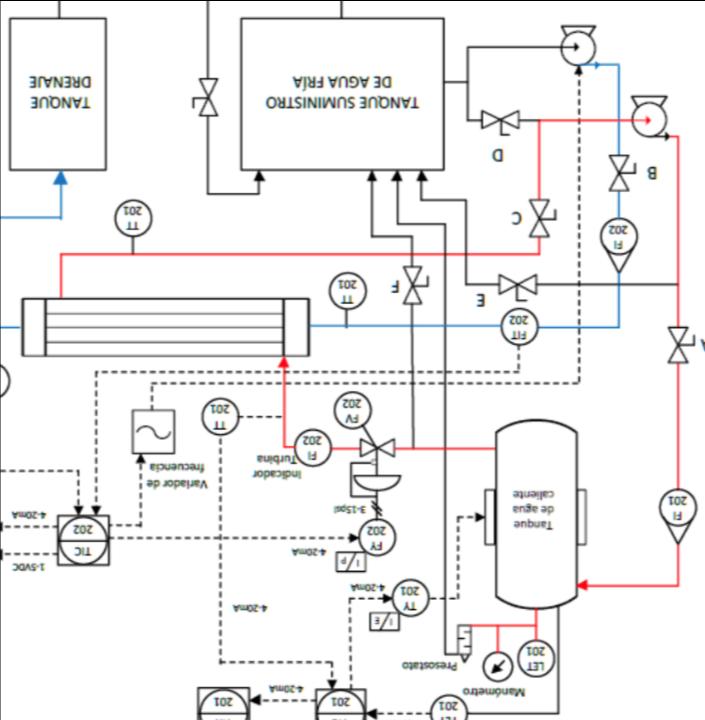 201
4-20mA
201
201
Manómetro
LET
201
Presostato
4-20mA
TY
201
I/E
4-20mA
FI
201
Tanque
de agua
caliente
FY
202
I/P
4-20mA
3-15psi
TIC
202
1-5VDC
4-20mA
Indicador
Turbina
FI
202
Variador de
frecuencia
FV
202
TT
201
A
FIT
202
TT
201
E
F
FI
202
C
TT
201
B
D
TANQUE SUMINISTRO
DE AGUA FRÍA
TANQUE
DRENAJE